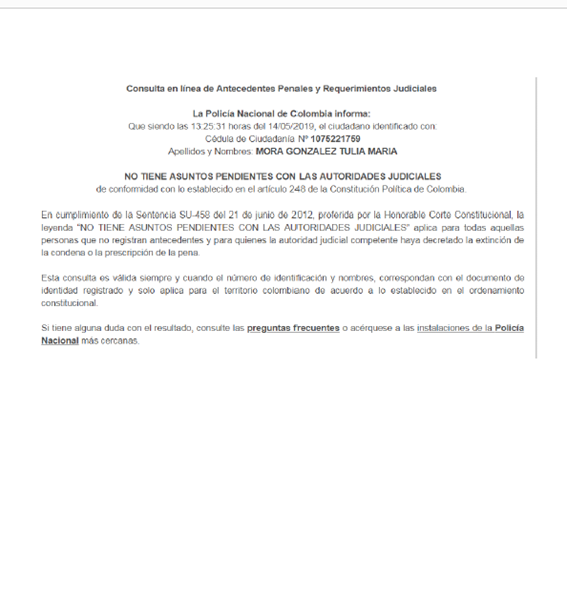 Consulta en línea de Antecedentes Penales y Requerimientos Judiciales
La Policía Nacional de Colombia informa:
Que siendo las 13:25:31 horas del 14/05/2019, el ciudadano identificado con:
Cédula de Ciudadanía Nº 1075221759
Apellidos y Nombres: MORA GONZALEZ TULIA MARIA
NO TIENE ASUNTOS PENDIENTES CON LAS AUTORIDADES JUDICIALES
de conformidad con lo establecido en el artículo 248 de la Constitución Política de Colombia.
En cumplimiento de la Sentencia SU-458 del 21 de junio de 2012, proferida por la Honorable Corte Constitucional, la
leyenda "NO TIENE ASUNTOS PENDIENTES CON LAS AUTORIDADES JUDICIALES" aplica para todas aquellas
personas que no registran antecedentes y para quienes la autoridad judicial competente haya decretado la extinción de
la condena o la prescripción de la pena.
Esta consulta es válida siempre y cuando el número de identificación y nombres, correspondan con el documento de
identidad registrado y solo aplica para el territorio colombiano de acuerdo a lo establecido en el ordenamiento
constitucional.
Si tiene alguna duda con el resultado, consulte las preguntas frecuentes o acérquese a las instalaciones de la Policía
Nacional más cercanas.